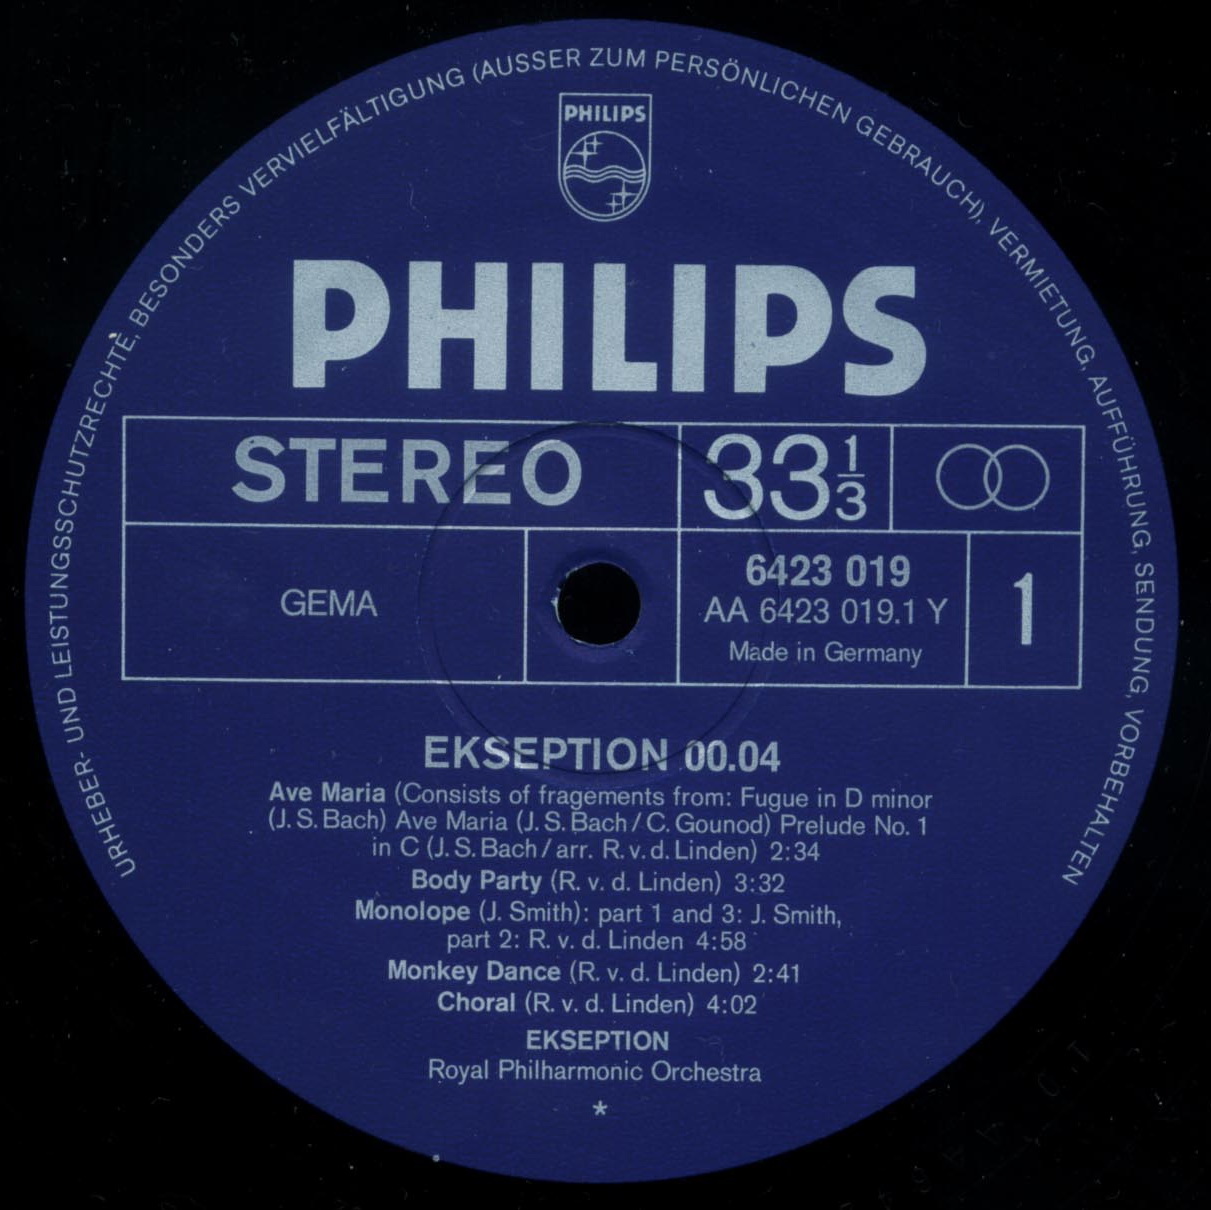 URHEBER- UND LEISTUNGSSCHUTZRECHTE, BESONDERS VERVIELFÄLTIGUNG (AUSSER ZUM PERSÖNLICHEN GEBRAUCH), VERMIETUNG, AUFFÜHRUNG, SENDUNG, VORBEHALTEN
PHILIPS
PHILIPS
STEREO 33 1/3
GEMA
6423 019
AA 6423 019.1 Y
Made in Germany
1
EKSEPTION 00.04
Ave Maria (Consists of fragements from: Fugue in D minor
(J.S.Bach) Ave Maria (J.S.Bach/C.Gounod) Prelude No.1
in C (J.S.Bach/arr. R.v.d.Linden) 2:34
Body Party (R. v. d. Linden) 3:32
Monolope (J. Smith): part 1 and 3: J. Smith,
part 2: R. v. d. Linden 4:58
Monkey Dance (R. v. d. Linden) 2:41
Choral (R. v. d. Linden) 4:02
EKSEPTION
Royal Philharmonic Orchestra
*